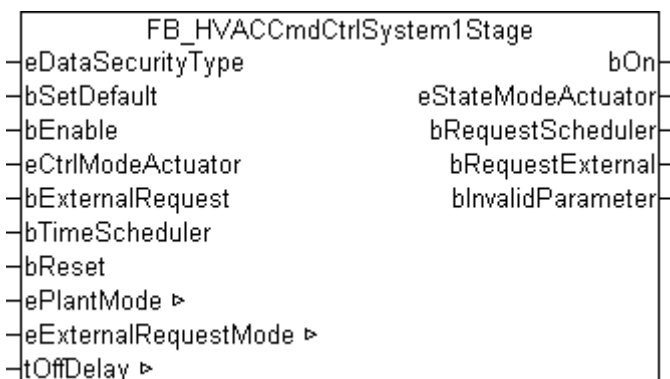 FB_HVACCmdCtrlSystem1Stage
eDataSecurityType bOn
bSetDefault eStateModeActuator
bEnable bRequestScheduler
eCtrlModeActuator bRequestExternal
bExternalRequest bInvalidParameter
bTimeScheduler
bReset
ePlantMode ▹
eExternalRequestMode ▹
tOffDelay ▹